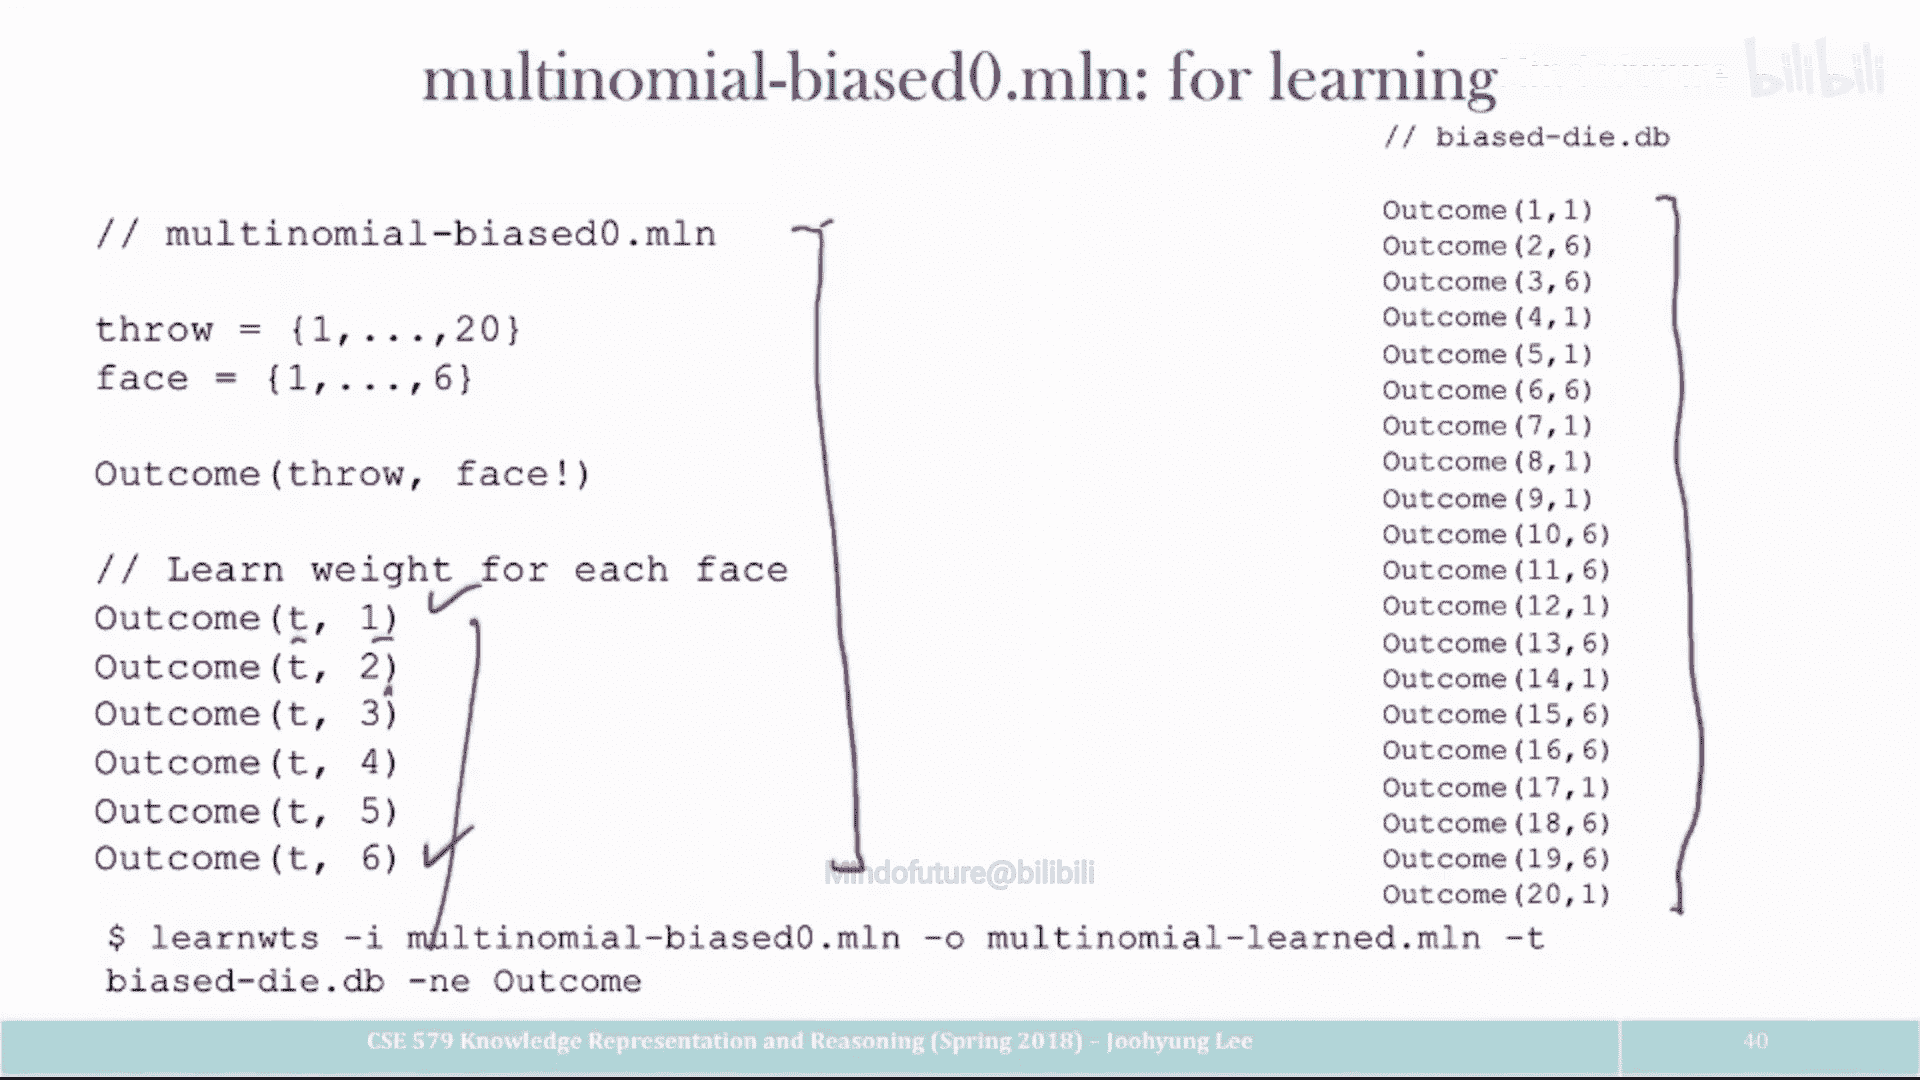 multinomial-biased0.mln: for learning
bilibili
// biased-die.db
// multinomial-biased0.mln
throw = {1,...,20}
face = {1,...,6}
Outcome(throw, face!)
// Learn weight for each face
Outcome(t, 1)
Outcome(t, 2)
Outcome(t, 3)
Outcome(t, 4)
Outcome(t, 5)
Outcome(t, 6)
Outcome(1,1)
Outcome(2,6)
Outcome(3,6)
Outcome(4,1)
Outcome(5,1)
Outcome(6,6)
Outcome(7,1)
Outcome(8,1)
Outcome(9,1)
Outcome(10,6)
Outcome(11,6)
Outcome(12,1)
Outcome(13,6)
Outcome(14,1)
Outcome(15,6)
Outcome(16,6)
Outcome(17,1)
Outcome(18,6)
Outcome(19,6)
Outcome(20,1)
Mindofuture@bilibili
$ learnwts -i multinomial-biased0.mln -o multinomial-learned.mln -t
biased-die.db -ne Outcome
CSE 579 Knowledge Representation and Reasoning (Spring 2018) - Joohyung Lee
40